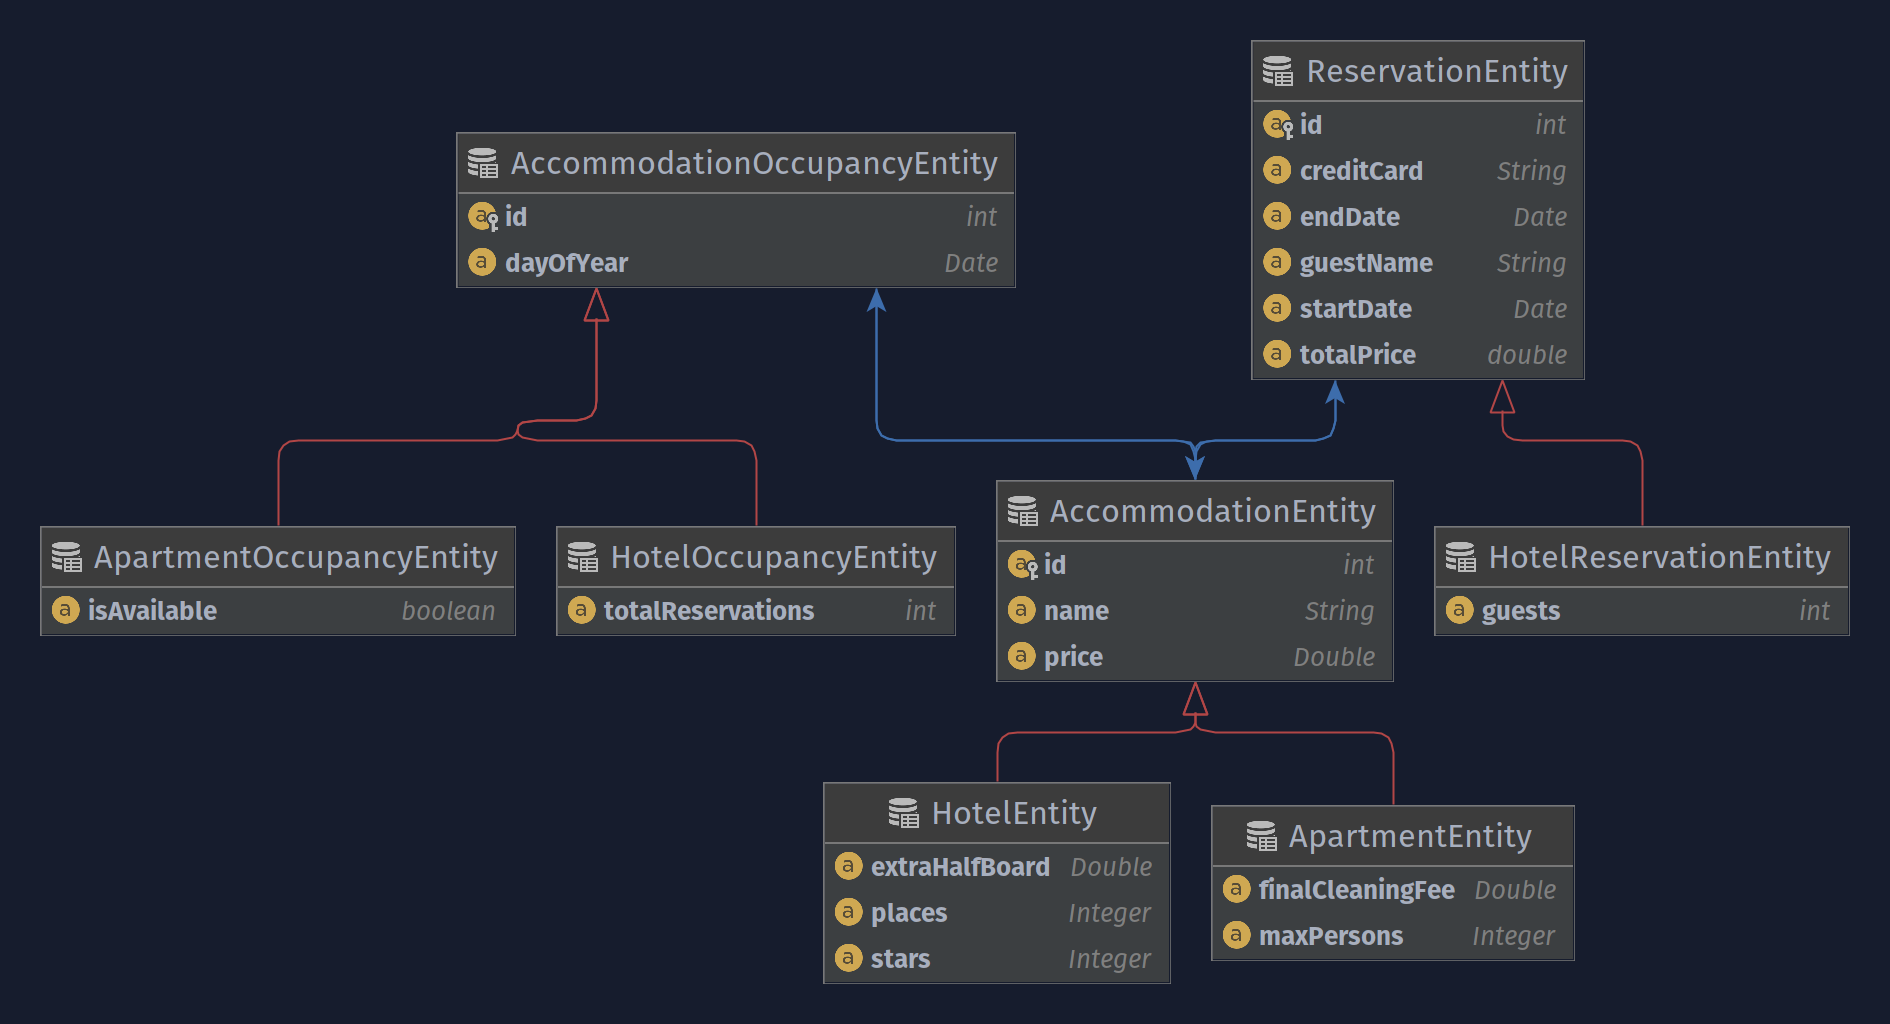 ReservationEntity
id int
creditCard String
endDate Date
guestName String
startDate Date
totalPrice double
AccommodationOccupancyEntity
id int
dayOfYear Date
ApartmentOccupancyEntity
isAvailable boolean
HotelOccupancyEntity
totalReservations int
AccommodationEntity
id int
name String
price Double
HotelReservationEntity
guests int
HotelEntity
extraHalfBoard Double
places Integer
stars Integer
ApartmentEntity
finalCleaningFee Double
maxPersons Integer